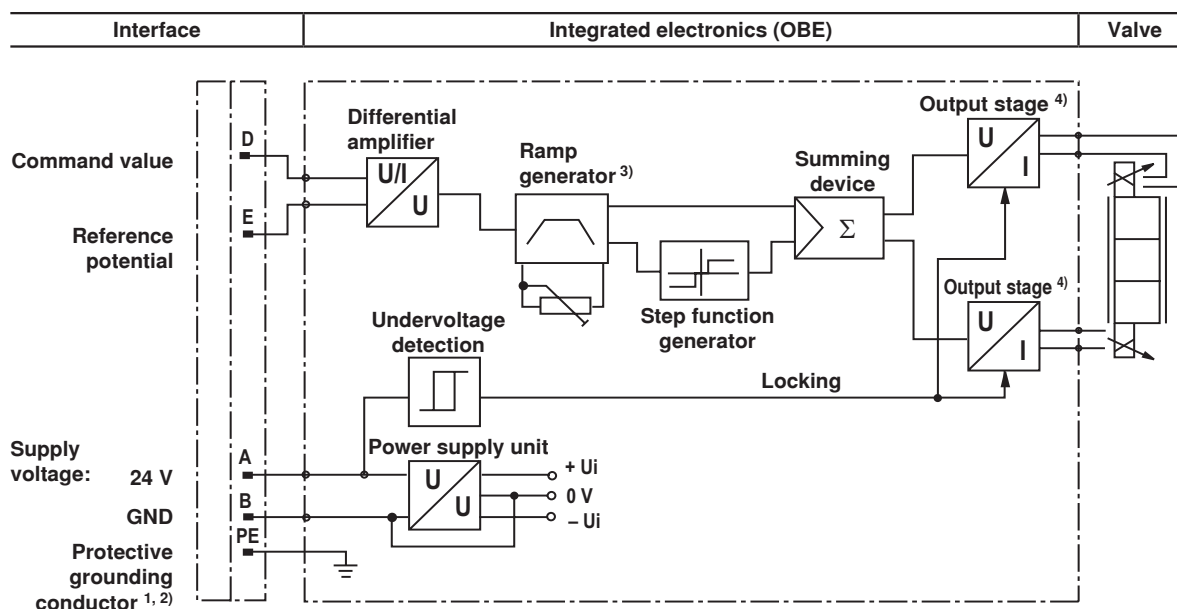 Interface
Integrated electronics (OBE)
Valve
Command value
D
Differential
amplifier
U/I
U
Ramp
generator 3)
Summing
device
Σ
Output stage 4)
U
I
Reference
potential
E
Step function
generator
Output stage 4)
U
I
Undervoltage
detection
Locking
Supply
voltage:
24 V
A
Power supply unit
U
U
+ Ui
0 V
– Ui
GND
B
PE
Protective
grounding
conductor 1, 2)